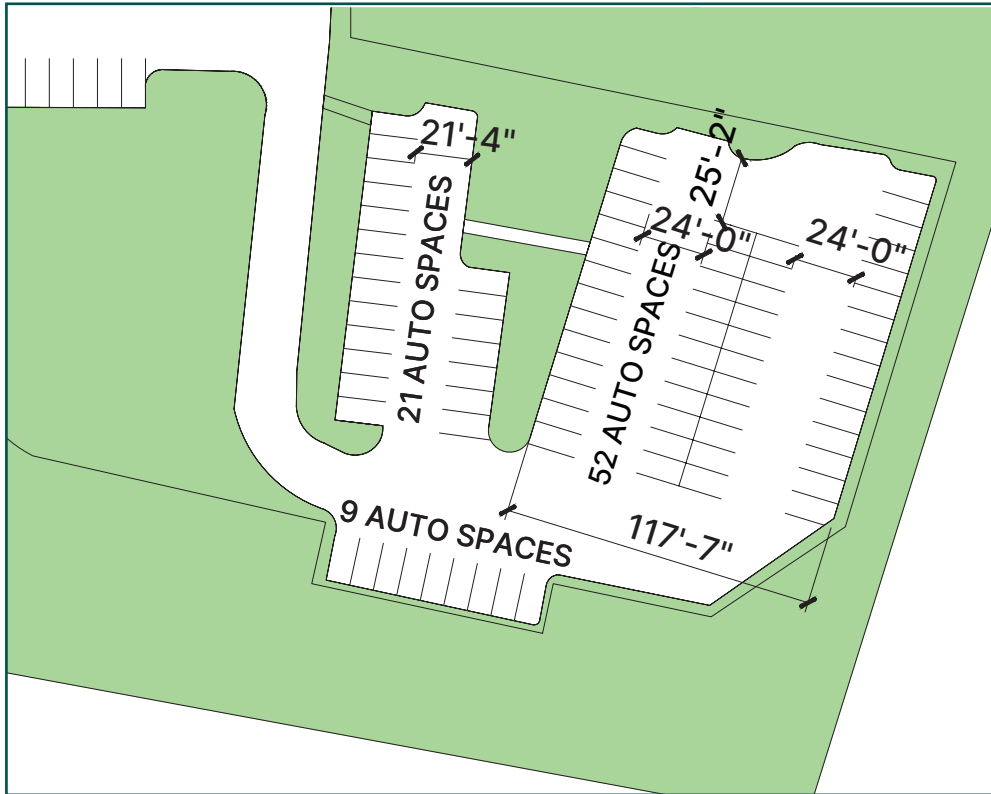 21'-4"
25'-2"
24'-0"
24'-0"
21 AUTO SPACES
52 AUTO SPACES
9 AUTO SPACES
117'-7"